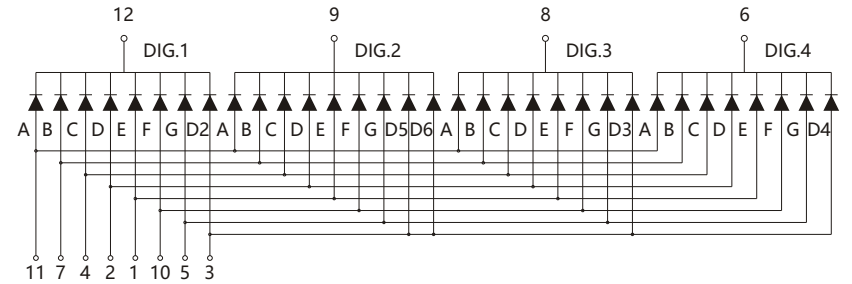 12 9 8 6
DIG.1 DIG.2 DIG.3 DIG.4
A B C D E F G D2 A B C D E F G D5 D6 A B C D E F G D3 A B C D E F G D4
11 7 4 2 1 10 5 3